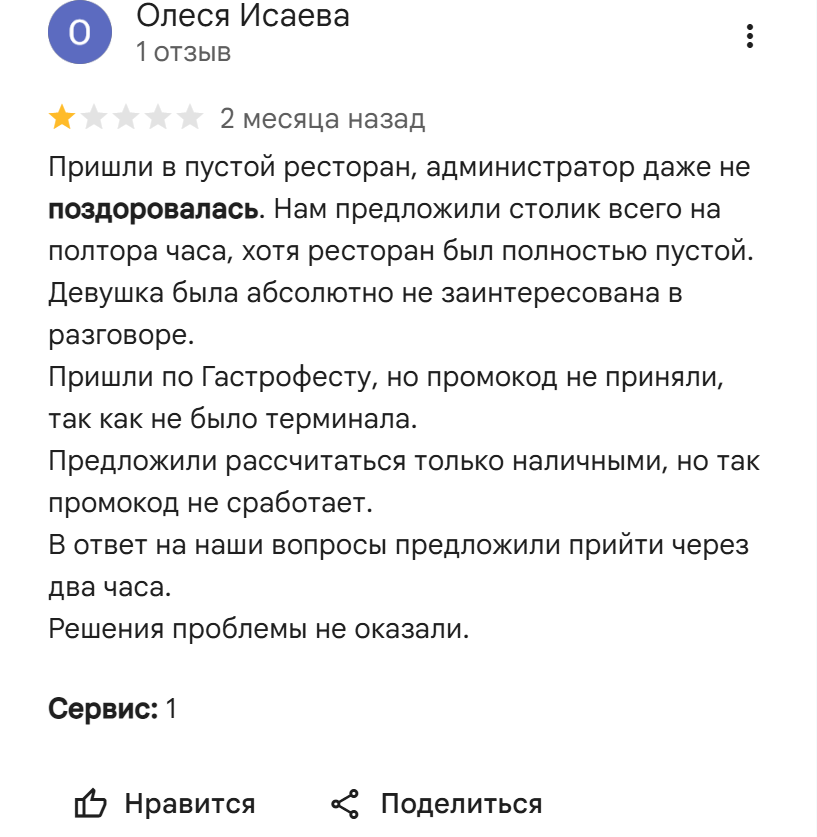 О
Олеся Исаева
1 отзыв
2 месяца назад
Пришли в пустой ресторан, администратор даже не
поздоровалась. Нам предложили столик всего на
полтора часа, хотя ресторан был полностью пустой.
Девушка была абсолютно не заинтересована в
разговоре.
Пришли по Гастрофесту, но промокод не приняли,
так как не было терминала.
Предложили рассчитаться только наличными, но так
промокод не сработает.
В ответ на наши вопросы предложили прийти через
два часа.
Решения проблемы не оказали.
Сервис: 1
Нравится
Поделиться